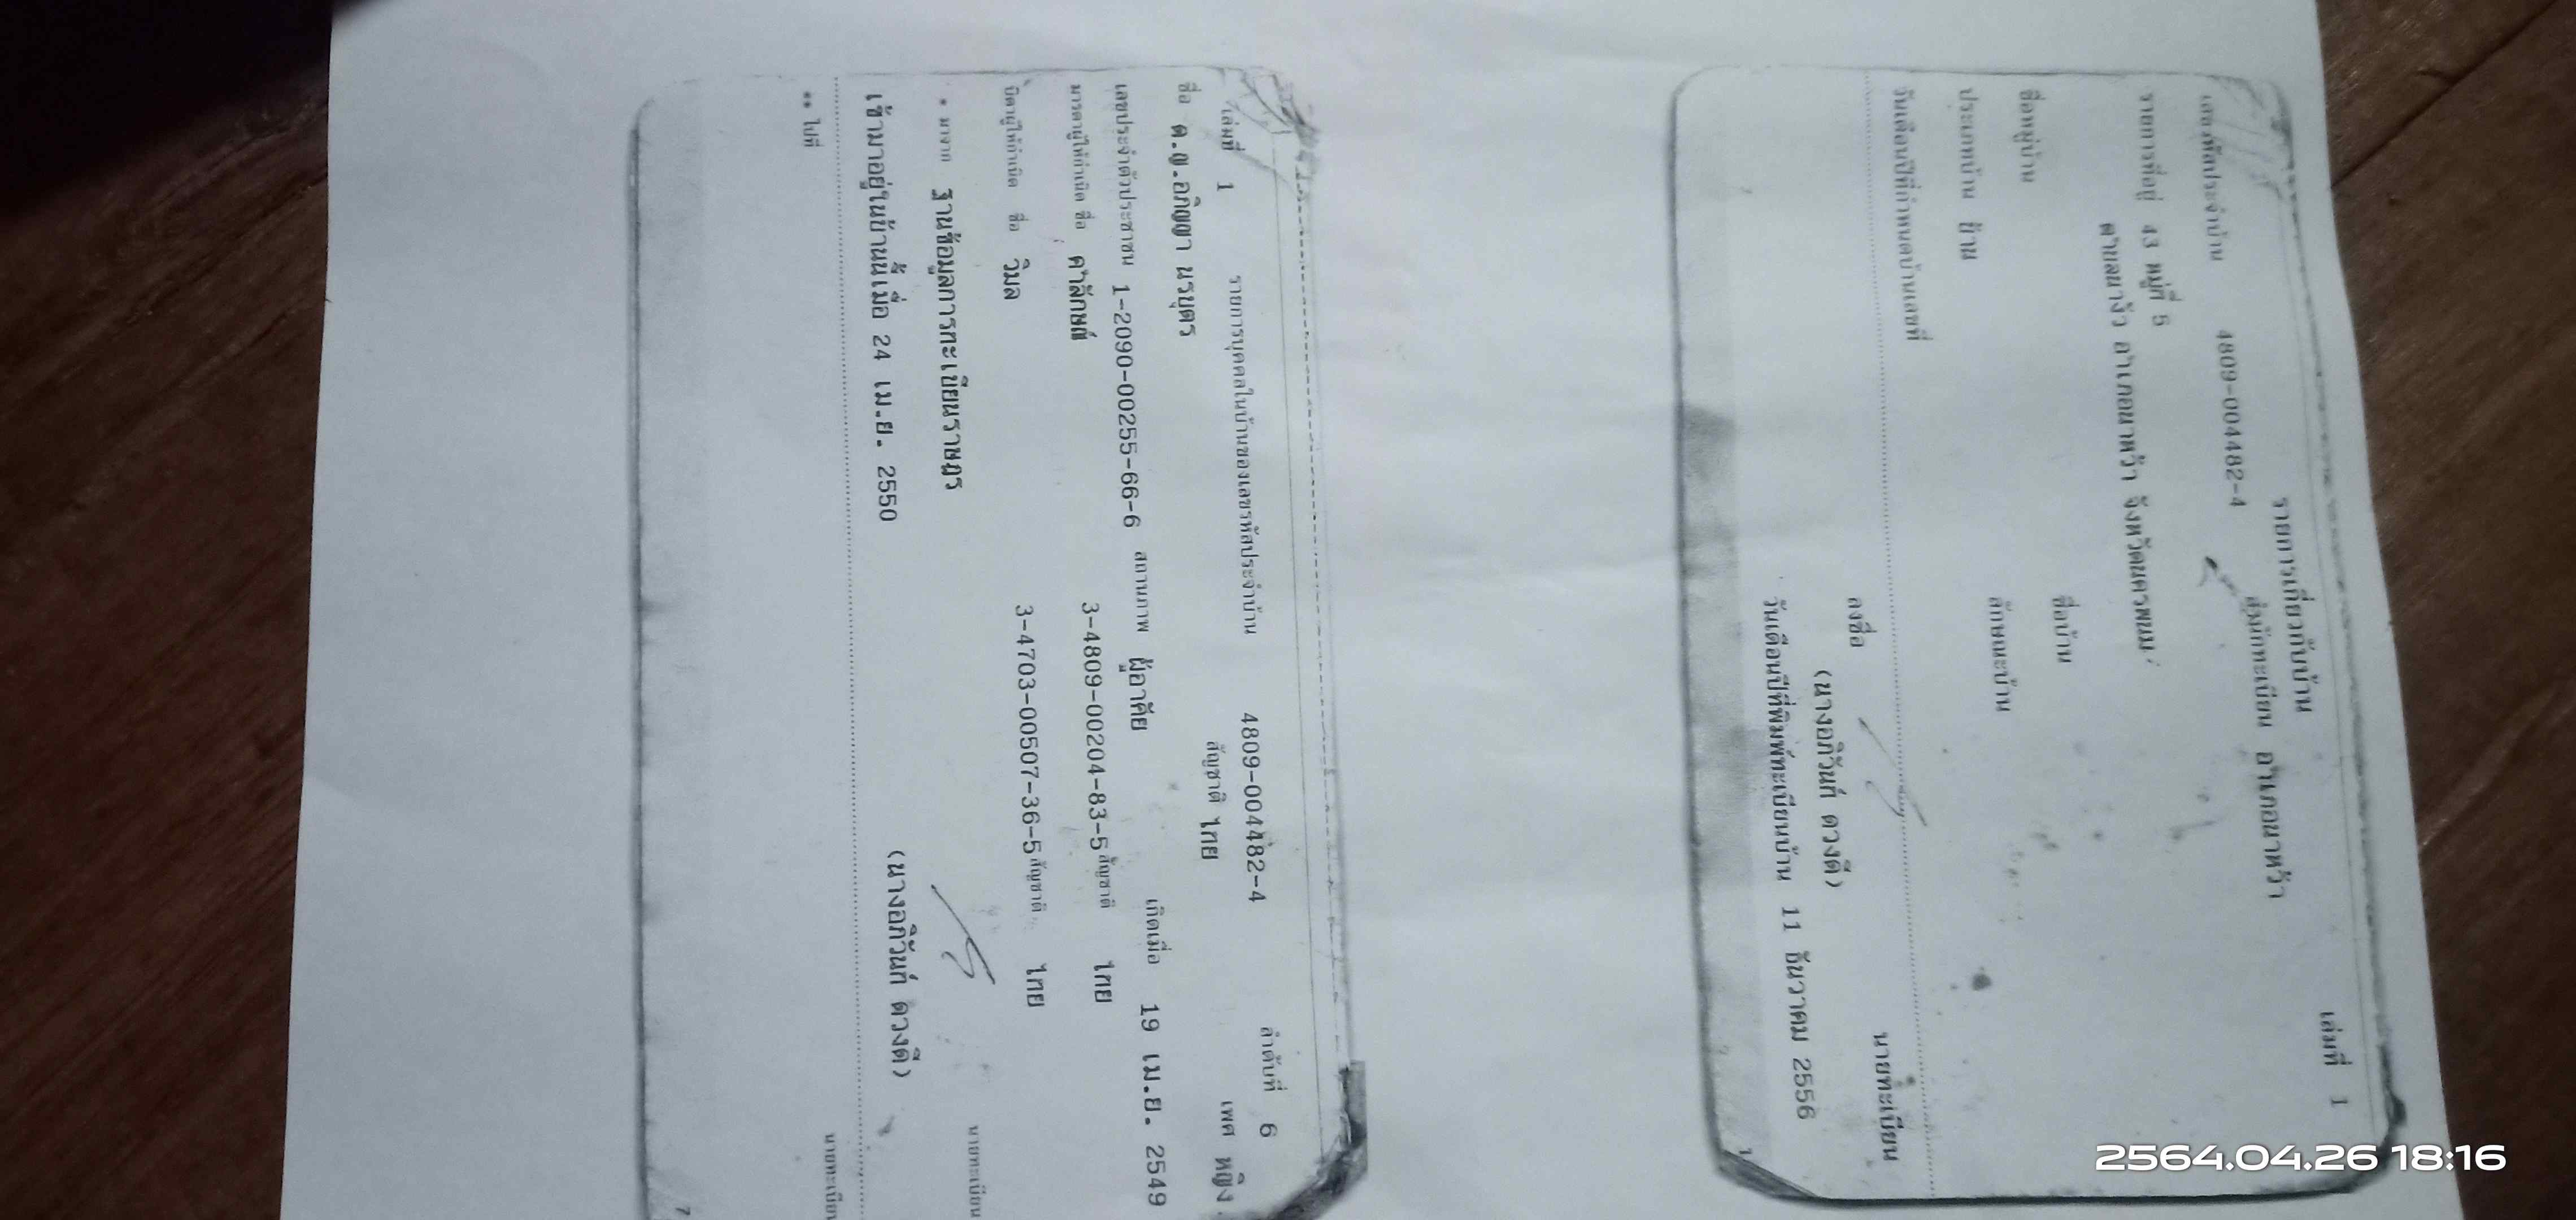 รายการเกี่ยวกับบ้าน เล่มที่ 1
เลขรหัสประจำบ้าน 4809-004482-4 สำนักทะเบียน อำเภอนาหว้า
รายการที่อยู่ 43 หมู่ที่ 5
ตำบลนางัว อำเภอนาหว้า จังหวัดนครพนม
ชื่อหมู่บ้าน ชื่อบ้าน
ประเภทบ้าน บ้าน ลักษณะบ้าน
วันเดือนปีที่กำหนดบ้านเลขที่
ลงชื่อ นายทะเบียน
(นางอภิวันท์ ดวงดี)
วันเดือนปีที่พิมพ์ทะเบียนบ้าน 11 ธันวาคม 2556
1
เล่มที่ 1 รายการบุคคลในบ้านของเลขรหัสประจำบ้าน 4809-004482-4 ลำดับที่ 6
ชื่อ ด.ญ.อภิญญา นรบุตร สัญชาติ ไทย เพศ หญิง
เลขประจำตัวประชาชน 1-2090-00255-66-6 สถานภาพ ผู้อาศัย เกิดเมื่อ 19 เม.ย. 2549
มารดาผู้ให้กำเนิด ชื่อ คำลักษณ์ 3-4809-00204-83-5 สัญชาติ ไทย
บิดาผู้ให้กำเนิด ชื่อ วิมล 3-4703-00507-36-5 สัญชาติ ไทย
* มาจาก ฐานข้อมูลการทะเบียนราษฎร นายทะเบียน
เข้ามาอยู่ในบ้านนี้เมื่อ 24 เม.ย. 2550 (นางอภิวันท์ ดวงดี)
** ไปที่ นายทะเบียน
7
2564.04.26 18:16